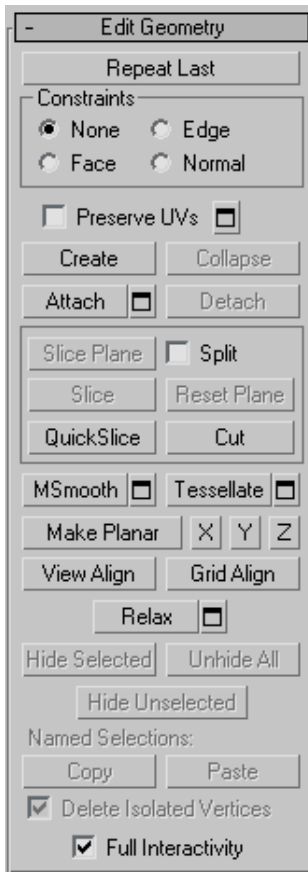 - Edit Geometry
Repeat Last
Constraints
None Edge
Face Normal
Preserve UVs
Create Collapse
Attach Detach
Slice Plane Split
Slice Reset Plane
QuickSlice Cut
MSmooth Tessellate
Make Planar X Y Z
View Align Grid Align
Relax
Hide Selected Unhide All
Hide Unselected
Named Selections:
Copy Paste
Delete Isolated Vertices
Full Interactivity